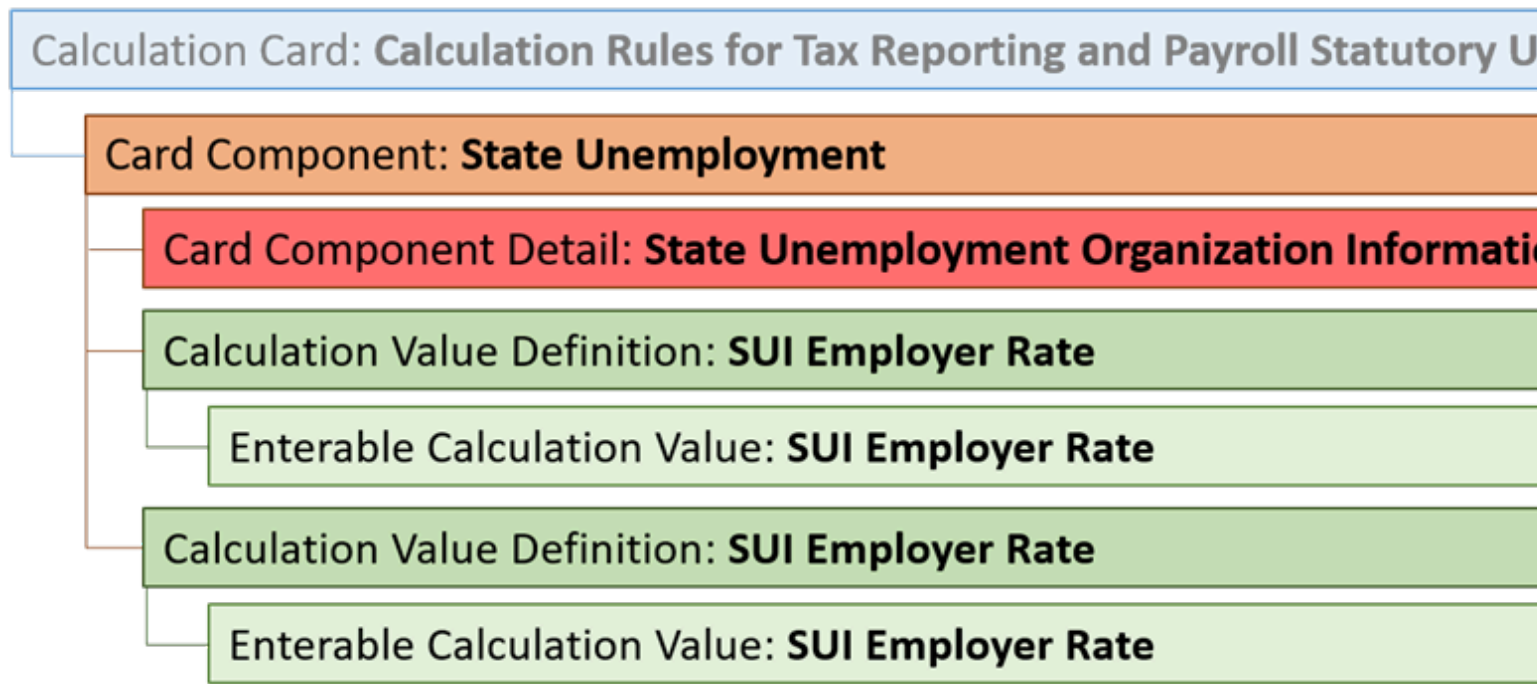 Calculation Card: Calculation Rules for Tax Reporting and Payroll Statutory U
Card Component: State Unemployment
Card Component Detail: State Unemployment Organization Informati
Calculation Value Definition: SUI Employer Rate
Enterable Calculation Value: SUI Employer Rate
Calculation Value Definition: SUI Employer Rate
Enterable Calculation Value: SUI Employer Rate